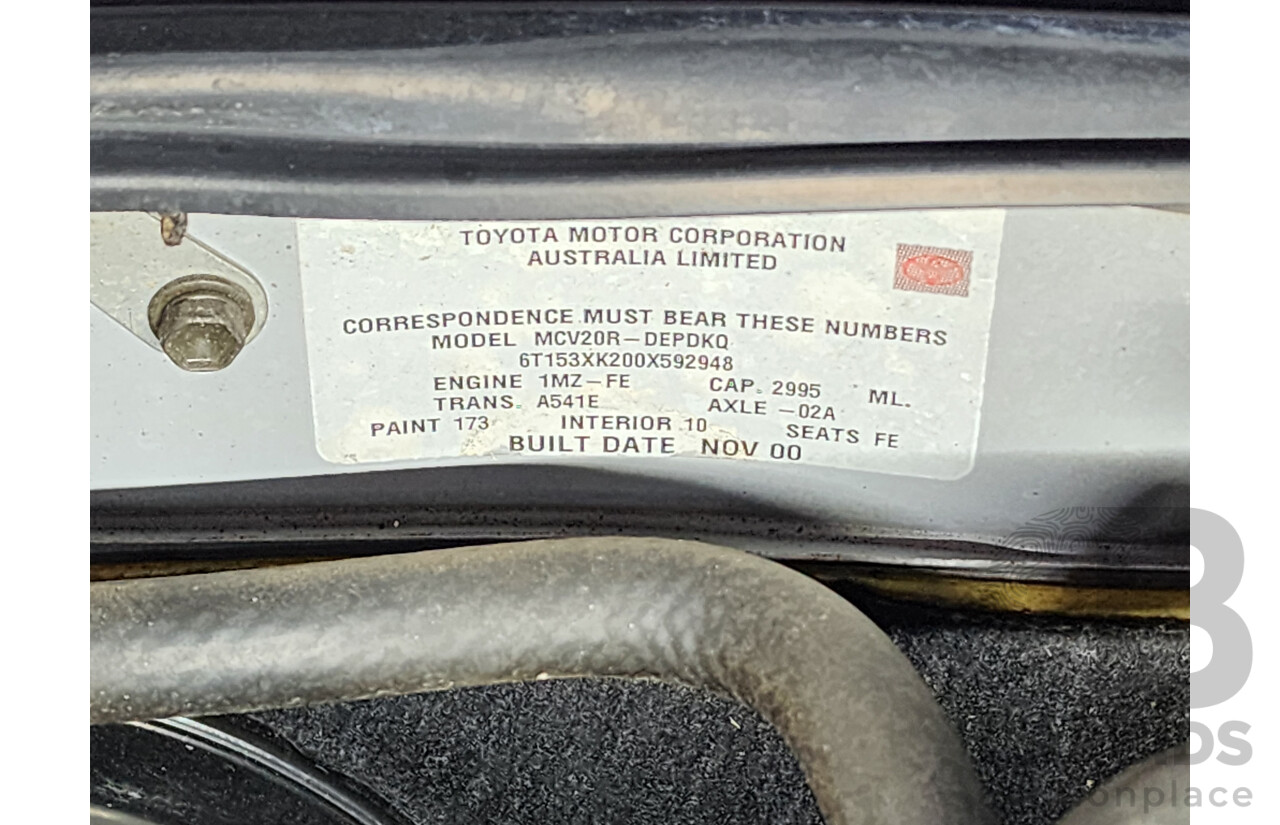 TOYOTA MOTOR CORPORATION
AUSTRALIA LIMITED
CORRESPONDENCE MUST BEAR THESE NUMBERS
MODEL MCV20R-DEPDKQ
6T153XK200X592948
ENGINE 1MZ-FE CAP. 2995 ML.
TRANS. A541E AXLE -02A
PAINT 173 INTERIOR 10 SEATS FE
BUILT DATE NOV 00